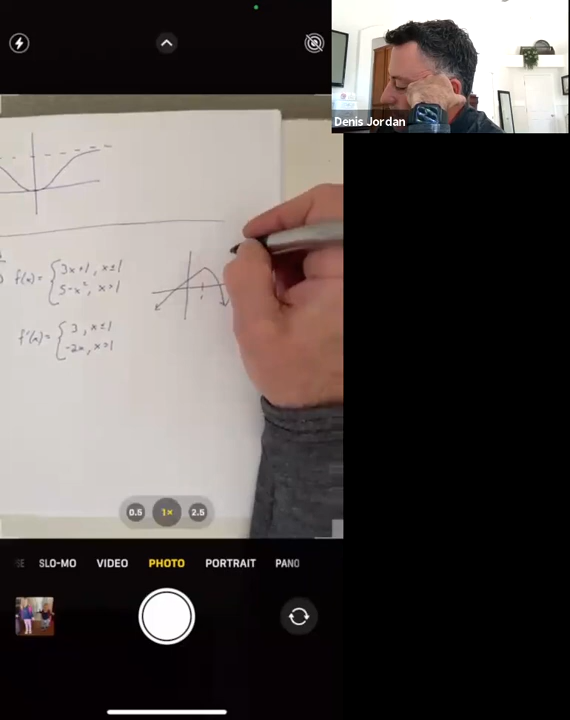 Denis Jordan
f(x) = { 3x+1, x≤1
5-x², x>1
f'(x) = { 3, x≤1
-2x, x>1
0.5 1× 2.5
SLO-MO VIDEO PHOTO PORTRAIT PANO